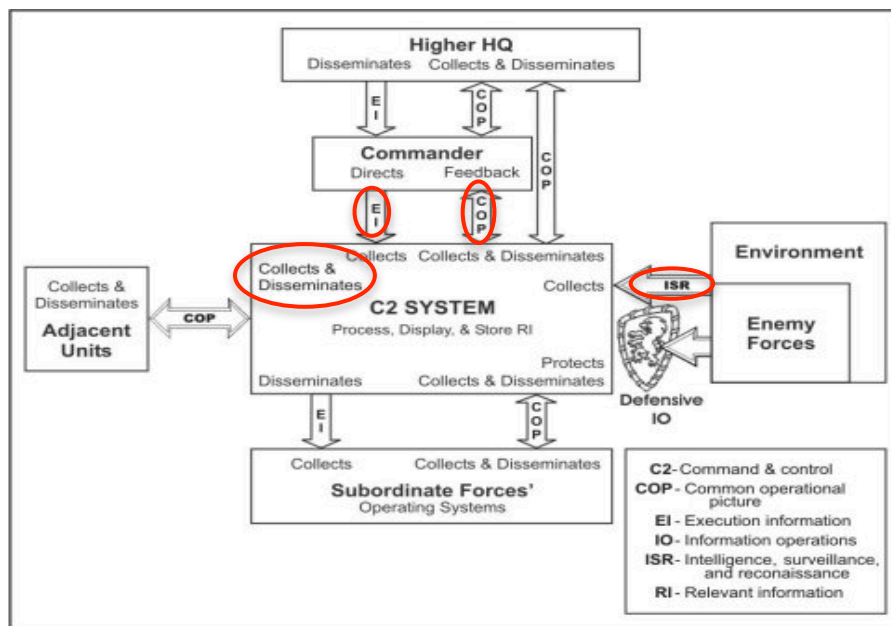 Higher HQ
Disseminates Collects & Disseminates
EI
COP
COP
Commander
Directs Feedback
EI
COP
Collects Collects & Disseminates
Collects &
Disseminates
Collects
C2 SYSTEM
Process, Display, & Store RI
Protects
Disseminates Collects & Disseminates
Collects &
Disseminates
Adjacent
Units
COP
ISR
Environment
Enemy
Forces
Defensive
IO
EI
COP
Collects Collects & Disseminates
Subordinate Forces'
Operating Systems
C2-Command & control
COP - Common operational
picture
EI - Execution information
IO - Information operations
ISR- Intelligence, surveillance,
and reconaissance
RI - Relevant information